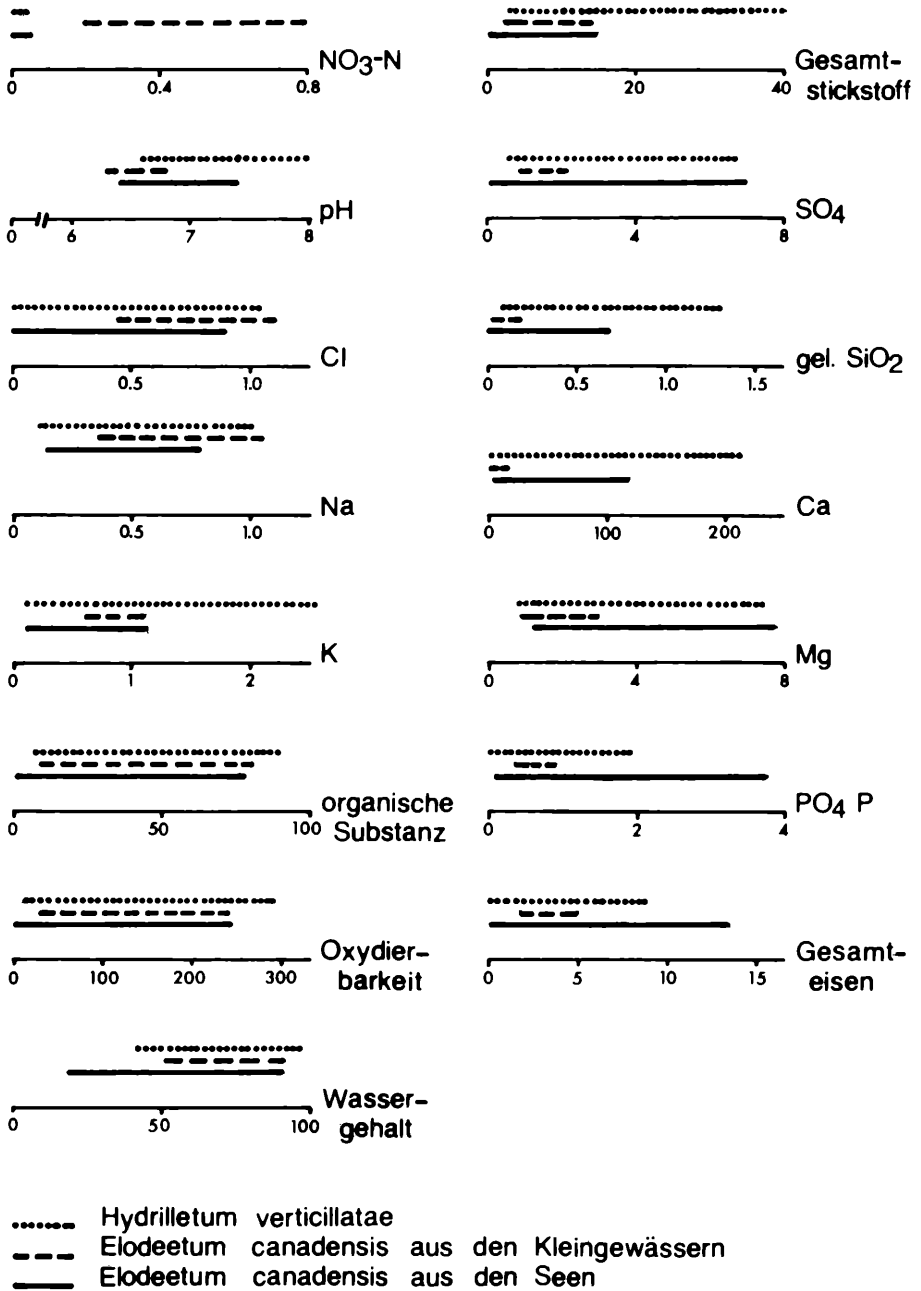 NO3-N
0 0.4 0.8
Gesamt-
stickstoff
0 20 40
pH
0 6 7 8
SO4
0 4 8
Cl
0 0.5 1.0
gel. SiO2
0 0.5 1.0 1.5
Na
0 0.5 1.0
Ca
0 100 200
K
0 1 2
Mg
0 4 8
organische
Substanz
0 50 100
PO4 P
0 2 4
Oxydier-
barkeit
0 100 200 300
Gesamt-
eisen
0 5 10 15
Wasser-
gehalt
0 50 100
Hydrilletum verticillatae
Elodeetum canadensis aus den Kleingewässern
Elodeetum canadensis aus den Seen